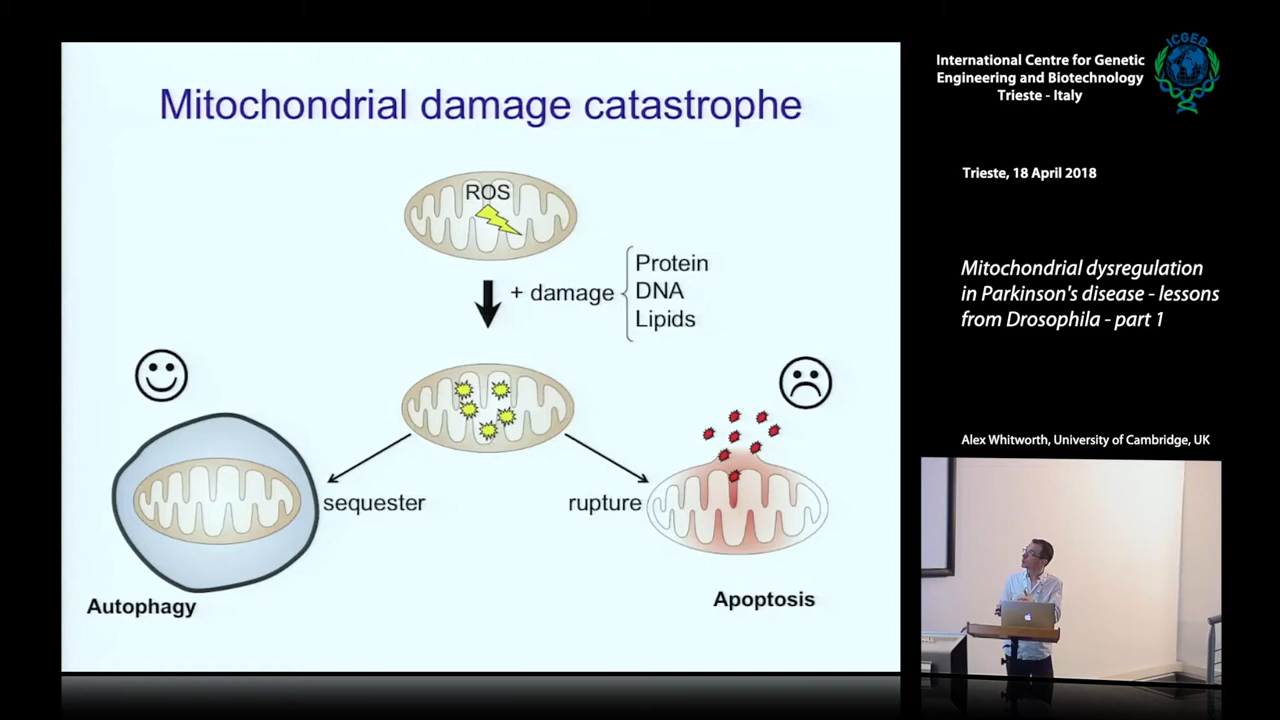 Mitochondrial damage catastrophe
ROS
+ damage
Protein
DNA
Lipids
sequester
rupture
Autophagy
Apoptosis
ICGEB
International Centre for Genetic
Engineering and Biotechnology
Trieste - Italy
Trieste, 18 April 2018
Mitochondrial dysregulation
in Parkinson's disease - lessons
from Drosophila - part 1
Alex Whitworth, University of Cambridge, UK